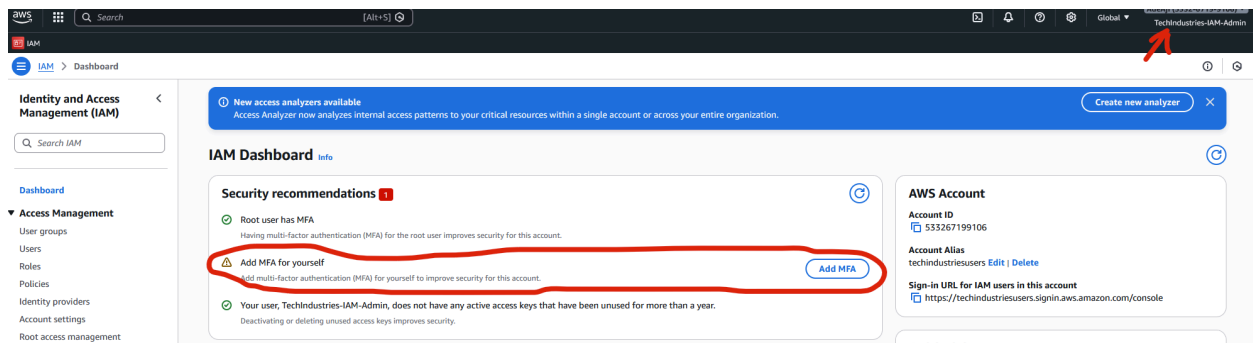 aws
Search
[Alt+S]
Global
TechIndustries-IAM-Admin
IAM
IAM > Dashboard
Identity and Access
Management (IAM)
Search IAM
Dashboard
Access Management
User groups
Users
Roles
Policies
Identity providers
Account settings
Root access management
New access analyzers available
Access Analyzer now analyzes internal access patterns to your critical resources within a single account or across your entire organization.
Create new analyzer
IAM Dashboard Info
Security recommendations 1
Root user has MFA
Having multi-factor authentication (MFA) for the root user improves security for this account.
Add MFA for yourself
Add multi-factor authentication (MFA) for yourself to improve security for this account.
Add MFA
Your user, TechIndustries-IAM-Admin, does not have any active access keys that have been unused for more than a year.
Deactivating or deleting unused access keys improves security.
AWS Account
Account ID
533267199106
Account Alias
techindustriesusers Edit | Delete
Sign-in URL for IAM users in this account
https://techindustriesusers.signin.aws.amazon.com/console